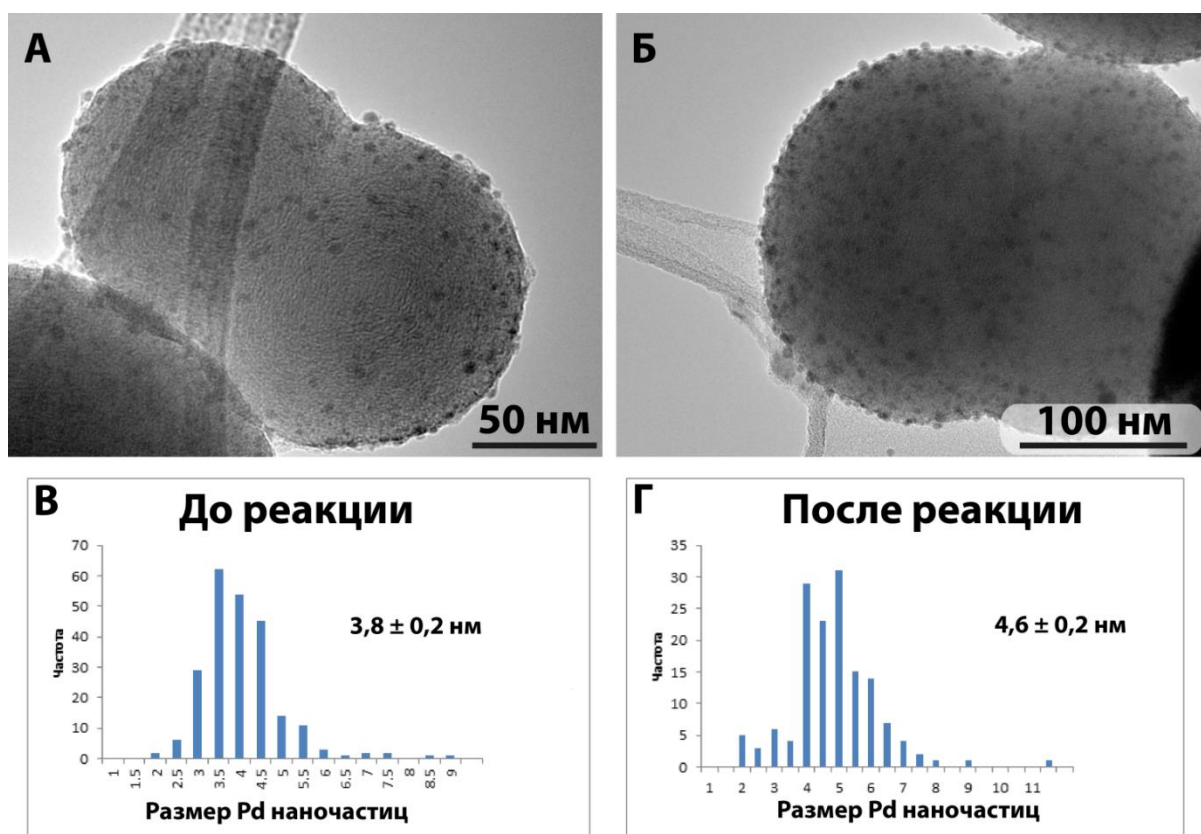 А
50 нм
Б
100 нм
В
До реакции
3,8 ± 0,2 нм
Частота
70
60
50
40
30
20
10
0
1
1.5
2
2.5
3
3.5
4
4.5
5
5.5
6
6.5
7
7.5
8
8.5
9
Размер Pd наночастиц
Г
После реакции
4,6 ± 0,2 нм
Частота
35
30
25
20
15
10
5
0
1 2 3 4 5 6 7 8 9 10 11
Размер Pd наночастиц